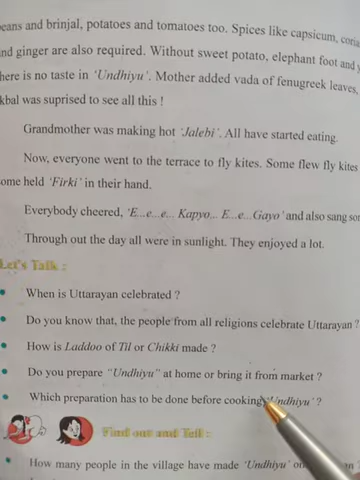 beans and brinjal, potatoes and tomatoes too. Spices like capsicum,
and ginger are also required. Without sweet potato, elephant foot and
there is no taste in 'Undhiyu'. Mother added vada of fenugreek leaves,
kbal was suprised to see all this !
Grandmother was making hot 'Jalebi'. All have started eating.
Now, everyone went to the terrace to fly kites. Some flew fly kites
some held 'Firki' in their hand.
Everybody cheered, 'E...e...e... Kapyo... E...e...Gayo' and also sang
Through out the day all were in sunlight. They enjoyed a lot.
Let's Talk :
• When is Uttarayan celebrated ?
• Do you know that, the people from all religions celebrate Uttarayan ?
• How is Laddoo of Til or Chikki made ?
• Do you prepare "Undhiyu" at home or bring it from market ?
• Which preparation has to be done before cooking 'Undhiyu' ?
Find out and Tell :
• How many people in the village have made 'Undhiyu'